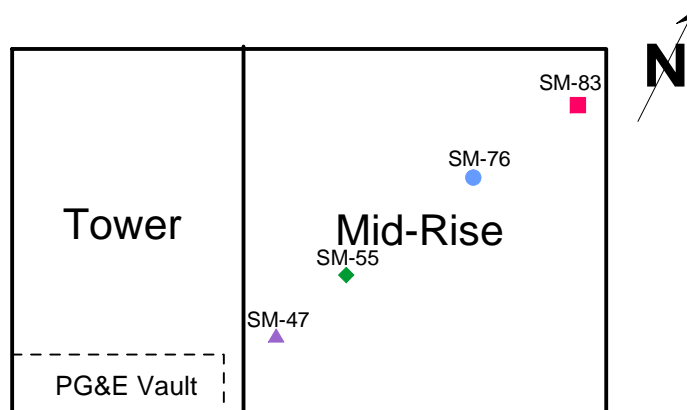 N
SM-83
SM-76
Tower
Mid-Rise
SM-55
SM-47
PG&E Vault